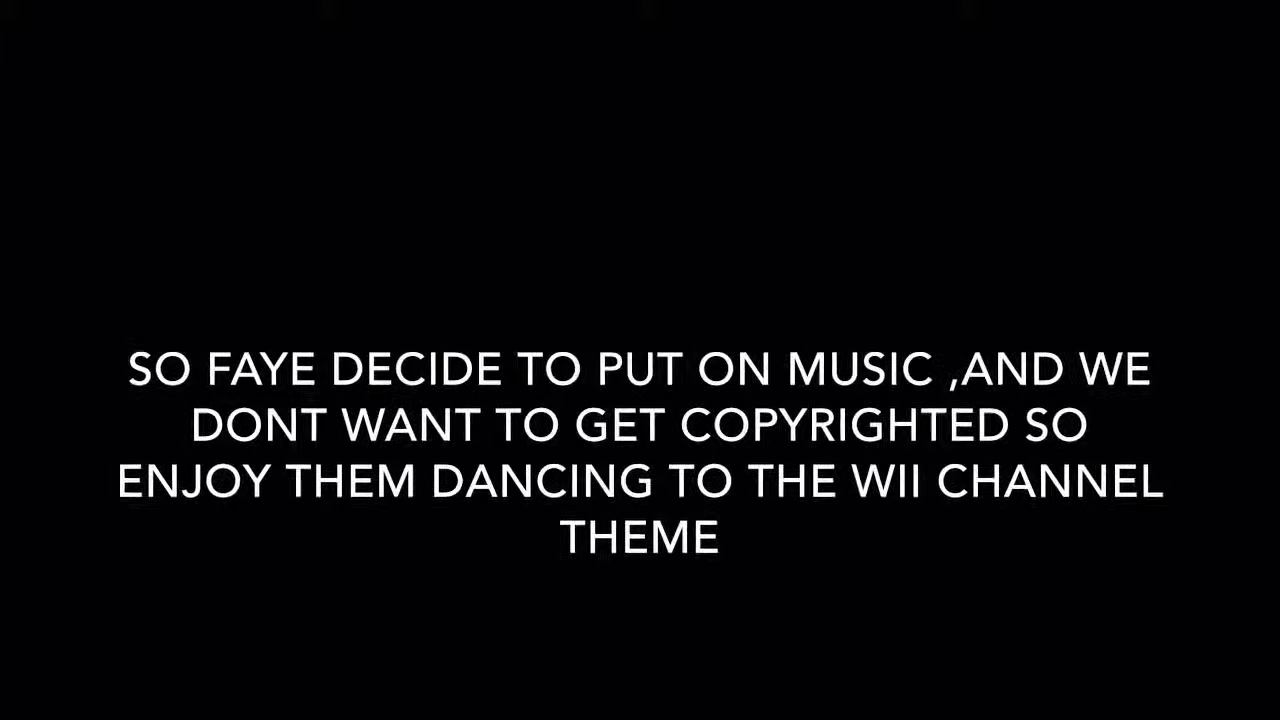 SO FAYE DECIDE TO PUT ON MUSIC ,AND WE
DONT WANT TO GET COPYRIGHTED SO
ENJOY THEM DANCING TO THE WII CHANNEL
THEME